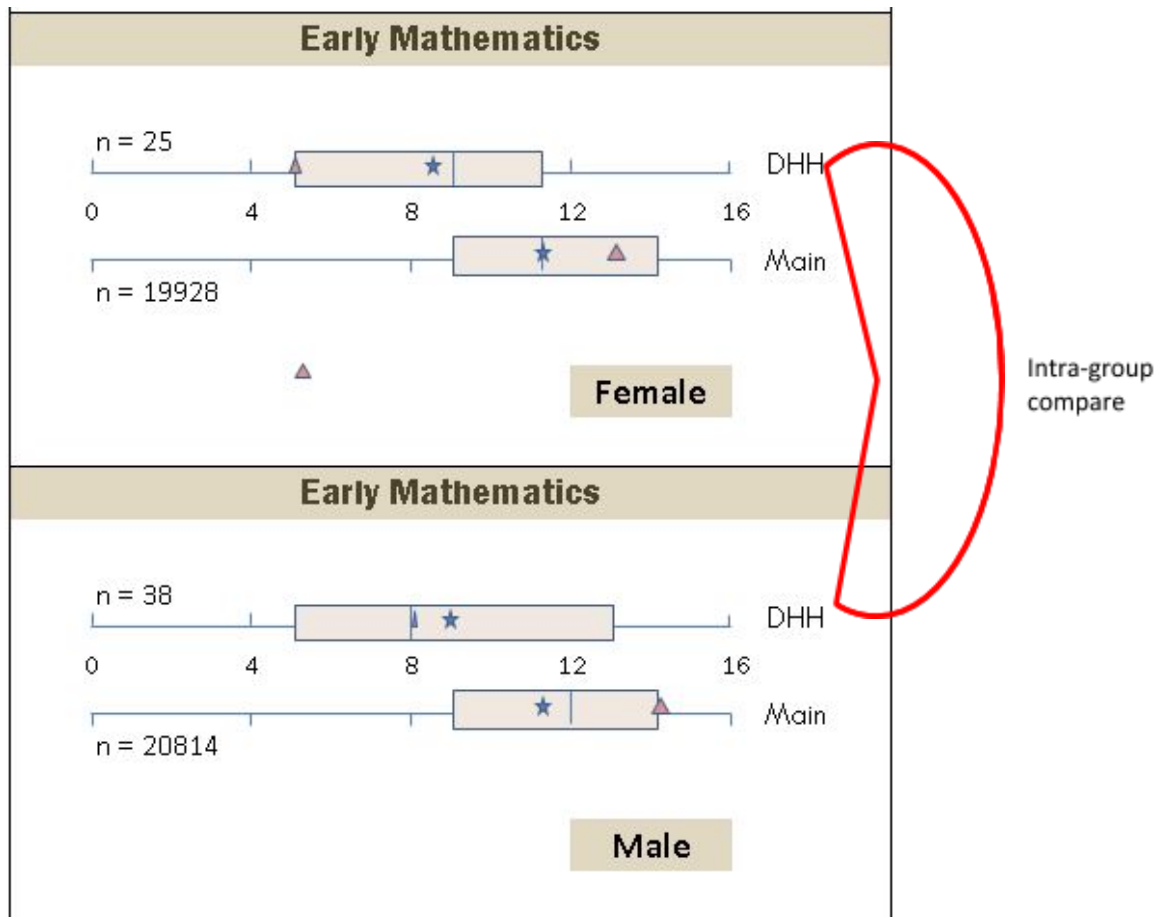 Early Mathematics
n = 25
DHH
0 4 8 12 16
Main
n = 19928
Female
Intra-group
compare
Early Mathematics
n = 38
DHH
0 4 8 12 16
Main
n = 20814
Male